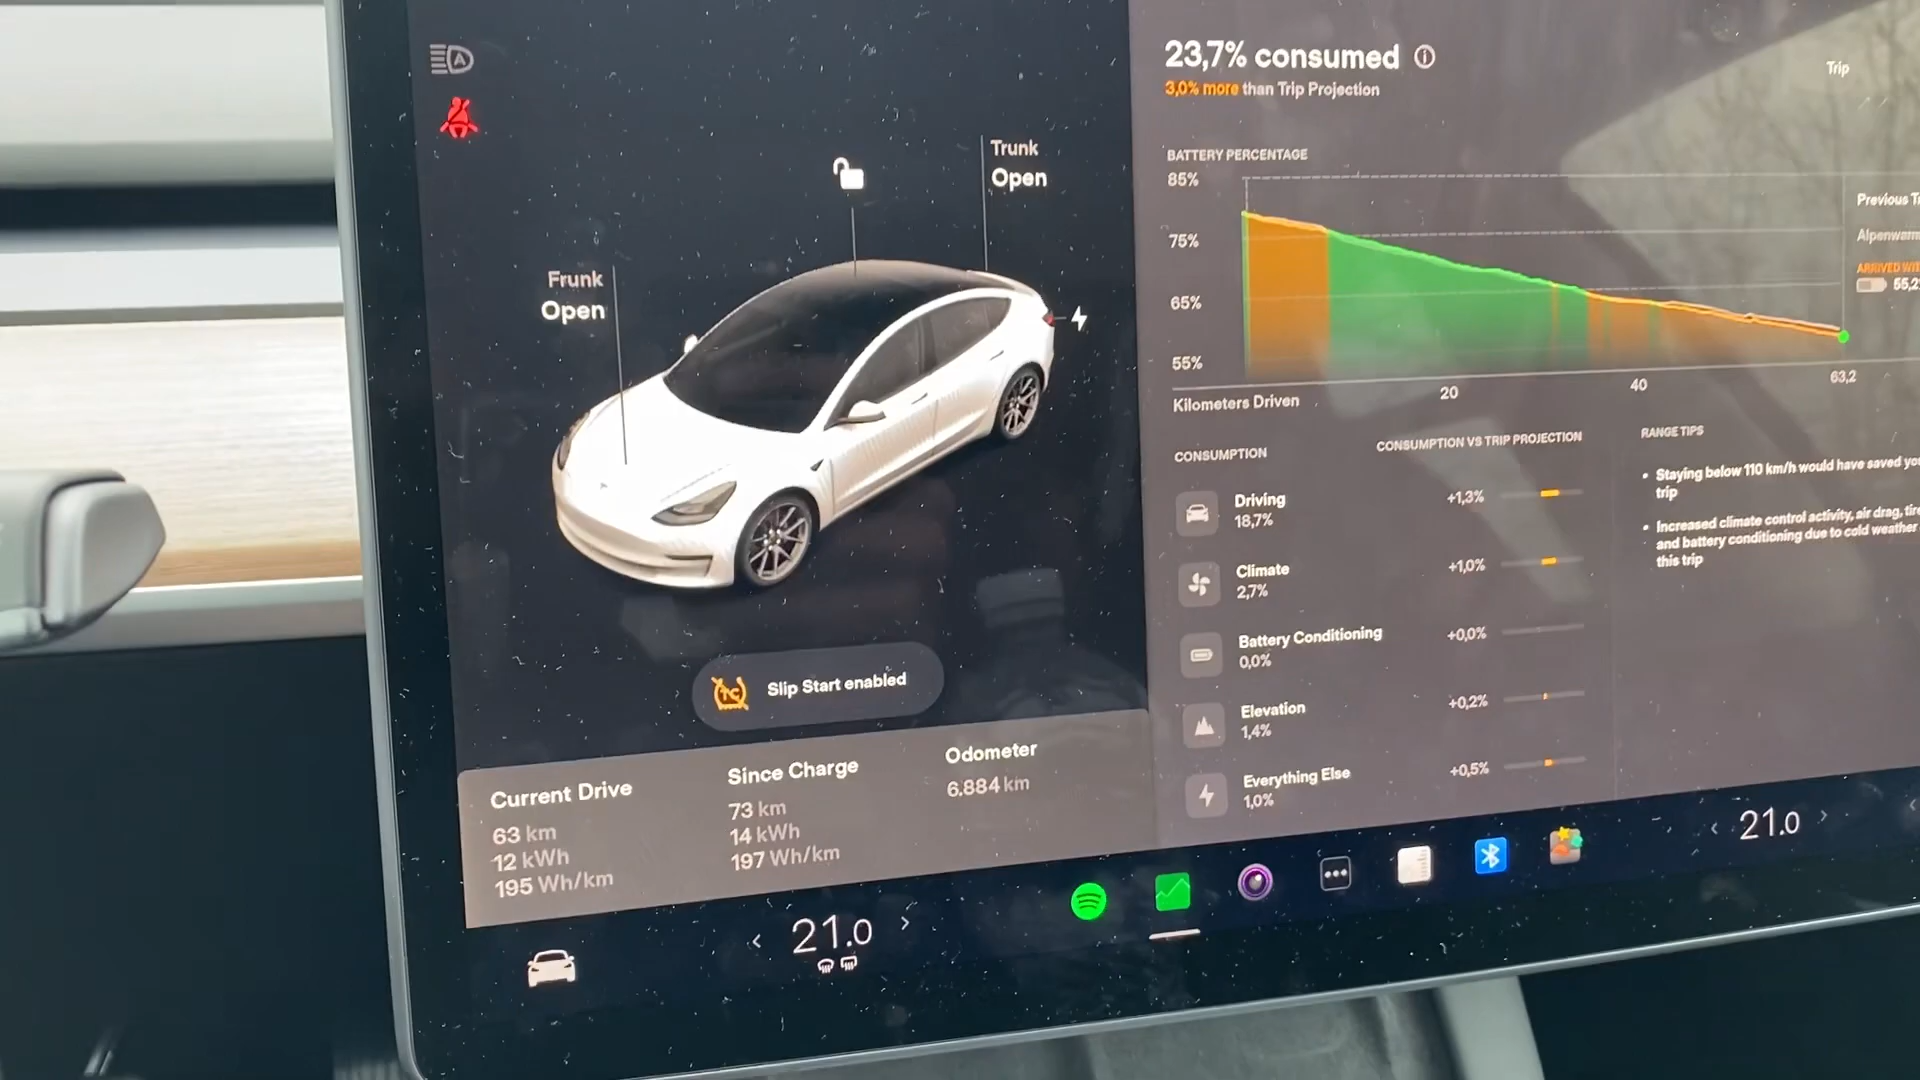 Trunk
Open
Frunk
Open
TC
Slip Start enabled
Current Drive
63 km
12 kWh
195 Wh/km
Since Charge
73 km
14 kWh
197 Wh/km
Odometer
6.884 km
21.0
23,7% consumed
3,0% more than Trip Projection
Trip
BATTERY PERCENTAGE
85%
75%
65%
55%
20
40
63,2
Kilometers Driven
Previous
ARRIVED
55,2
CONSUMPTION
CONSUMPTION VS TRIP PROJECTION
Driving
18,7%
+1,3%
Climate
2,7%
+1,0%
Battery Conditioning
0,0%
+0,0%
Elevation
1,4%
+0,2%
Everything Else
1,0%
+0,5%
RANGE TIPS
• Staying below 110 km/h would have saved
trip
• Increased climate control activity, air drag,
and battery conditioning due to cold weather
this trip
21.0